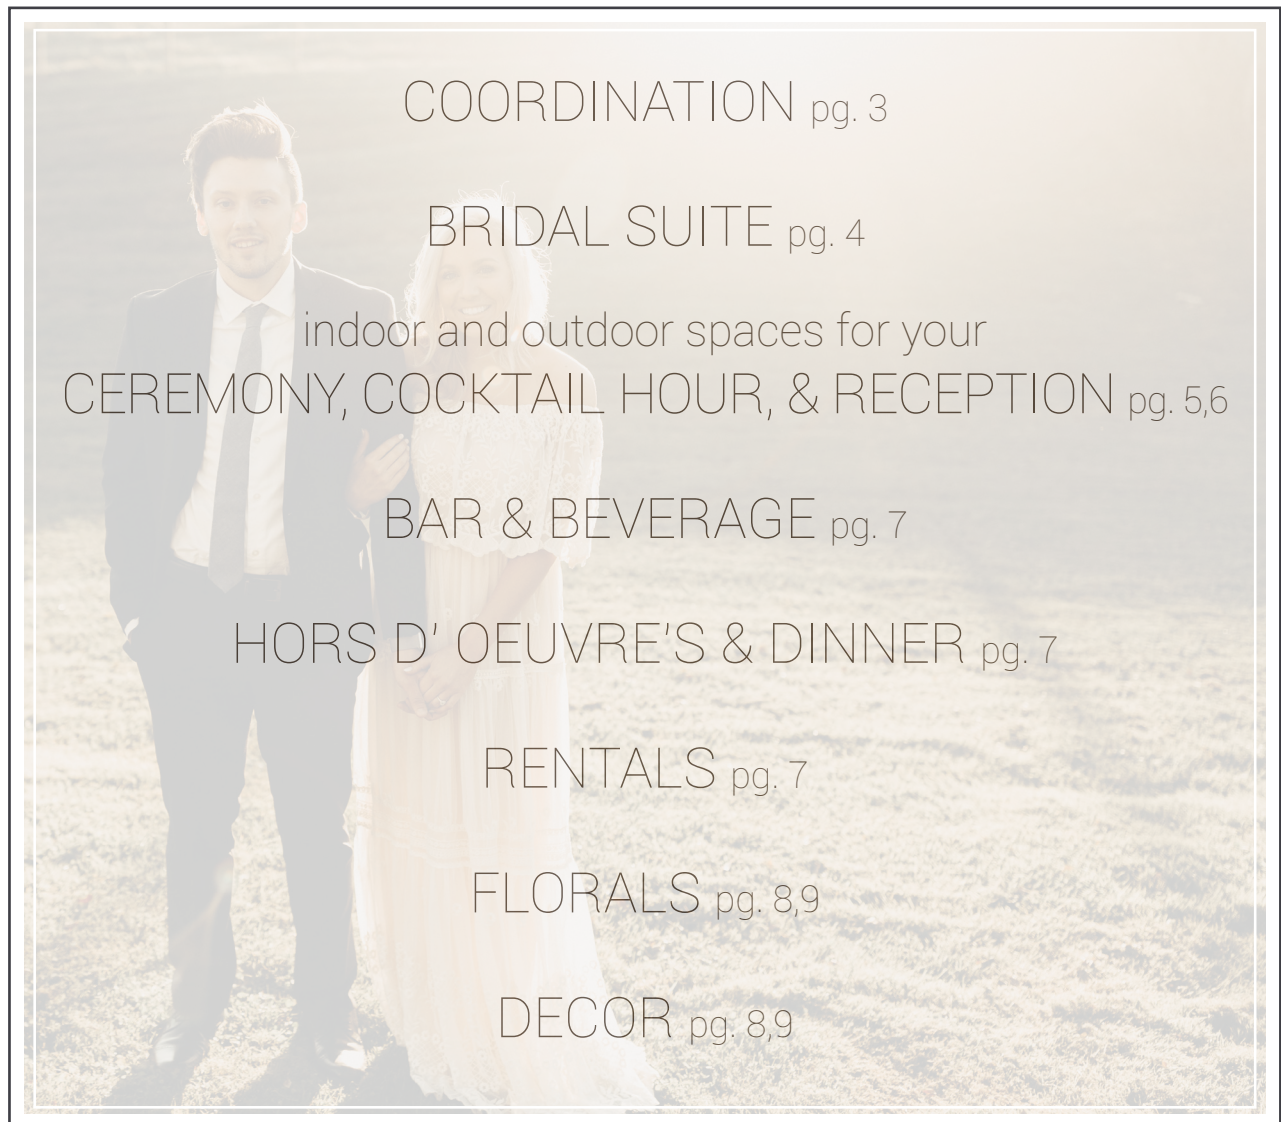 COORDINATION pg. 3
BRIDAL SUITE pg. 4
indoor and outdoor spaces for your
CEREMONY, COCKTAIL HOUR, & RECEPTION pg. 5,6
BAR & BEVERAGE pg. 7
HORS D' OEUVRE'S & DINNER pg. 7
RENTALS pg. 7
FLORALS pg. 8,9
DECOR pg. 8,9